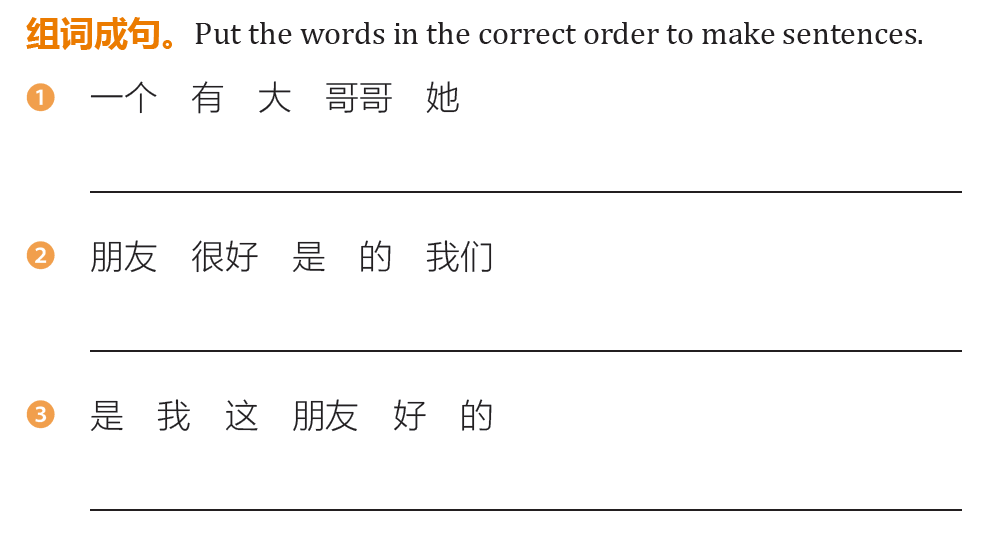 组词成句。Put the words in the correct order to make sentences.
1 一个 有 大 哥哥 她
2 朋友 很好 是 的 我们
3 是 我 这 朋友 好 的